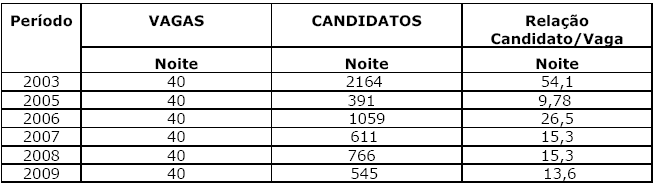 Período VAGAS CANDIDATOS Relação
Candidato/Vaga
Noite Noite Noite
2003 40 2164 54,1
2005 40 391 9,78
2006 40 1059 26,5
2007 40 611 15,3
2008 40 766 15,3
2009 40 545 13,6